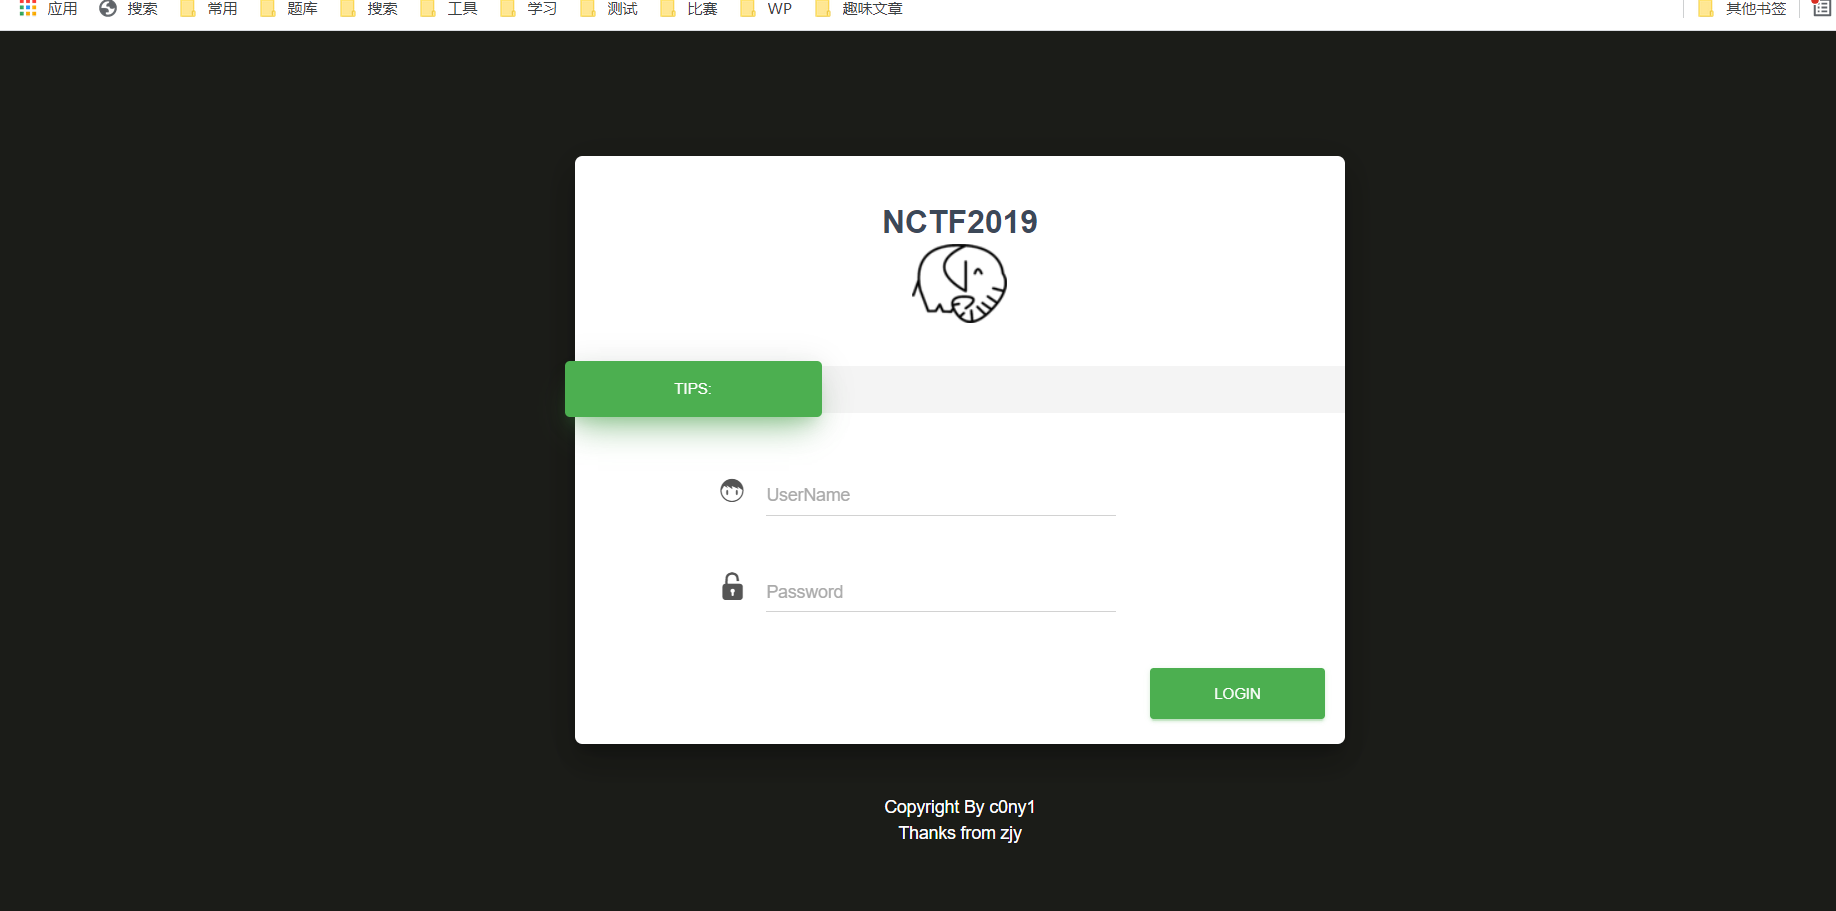 应用 搜索 常用 题库 搜索 工具 学习 测试 比赛 WP 趣味文章 其他书签
NCTF2019
TIPS:
UserName
Password
LOGIN
Copyright By c0ny1
Thanks from zjy